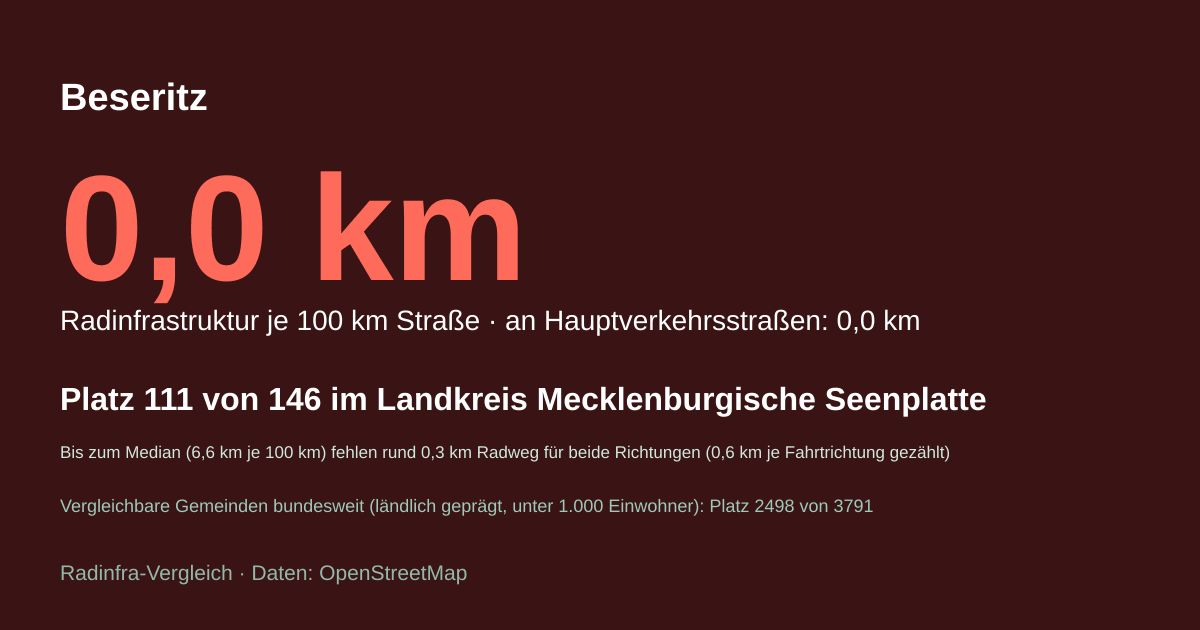 Beseritz
0,0 km
Radinfrastruktur je 100 km Straße · an Hauptverkehrsstraßen: 0,0 km
Platz 111 von 146 im Landkreis Mecklenburgische Seenplatte
Bis zum Median (6,6 km je 100 km) fehlen rund 0,3 km Radweg für beide Richtungen (0,6 km je Fahrtrichtung gezählt)
Vergleichbare Gemeinden bundesweit (ländlich geprägt, unter 1.000 Einwohner): Platz 2498 von 3791
Radinfra-Vergleich · Daten: OpenStreetMap